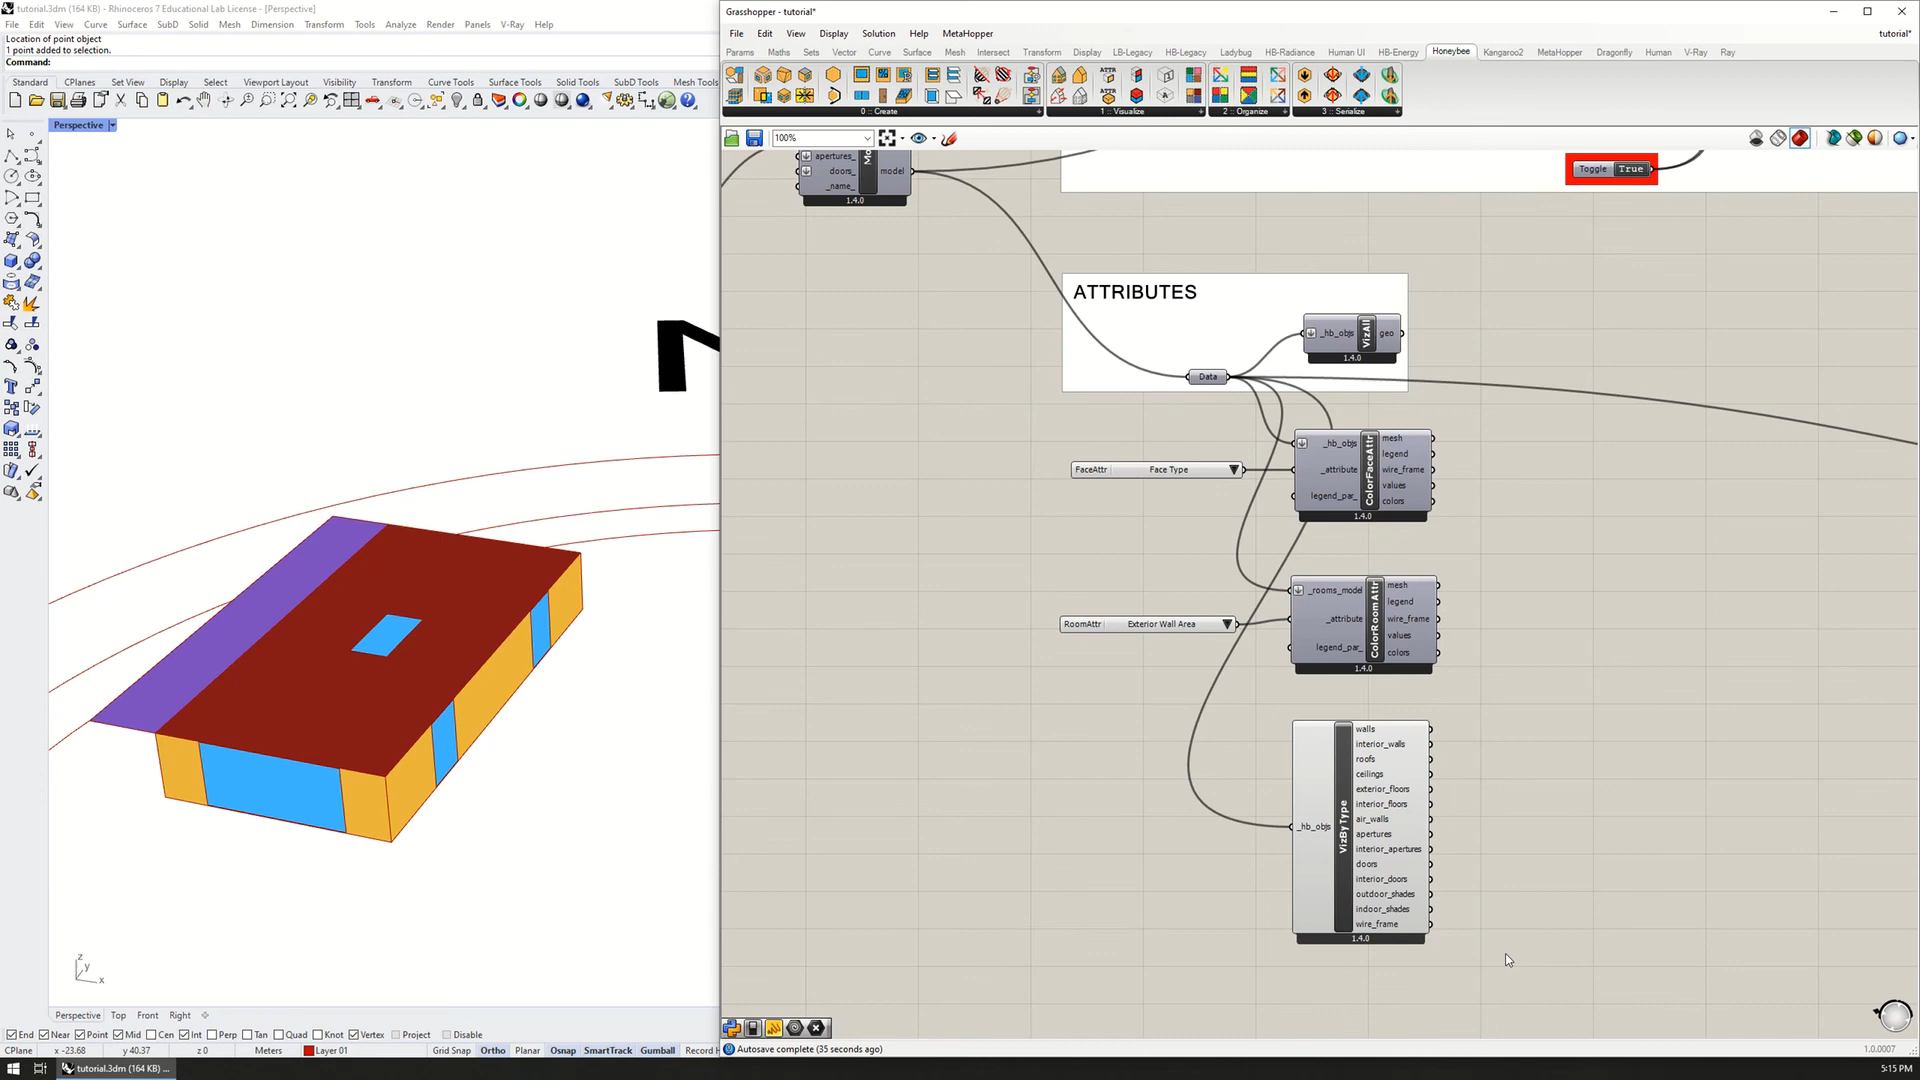 tutorial.3dm (164 KB) - Rhinoceros 7 Educational Lab License - [Perspective]
File Edit View Curve Surface Solid Mesh Dimension Transform Tools Analyze Render Panels V-Ray Help
Location of point object
1 point added to selection.
Command:
Standard CPlanes Set View Display Select Viewport Layout Visibility Transform Curve Tools Surface Tools Solid Tools SubD Tools Mesh Tools
Perspective
z
y
x
Perspective Top Front Right
End Near Point Mid Cen Int Perp Tan Quad Knot Vertex Project Disable
CPlane x -23.68 y 40.37 z 0 Meters Layer 01 Grid Snap Ortho Planar Osnap SmartTrack Gumball Record H
tutorial.3dm (164 KB) ...
Grasshopper - tutorial*
File Edit View Display Solution Help MetaHopper
tutorial*
Params Maths Sets Vector Curve Surface Mesh Intersect Transform Display LB-Legacy HB-Legacy Ladybug HB-Radiance Human UI HB-Energy Honeybee Kangaroo2 MetaHopper Dragonfly Human V-Ray Ray
ATTR
ATTR
0 :: Create
1 :: Visualize
2 :: Organize
3 :: Serialize
100%
apertures_
doors_
_name_
Mo
model
1.4.0
Toggle True
ATTRIBUTES
_hb_objs
VizAll
geo
1.4.0
Data
FaceAttr Face Type
_hb_objs
_attribute
legend_par_
ColorFaceAttr
mesh
legend
wire_frame
values
colors
1.4.0
RoomAttr Exterior Wall Area
_rooms_model
_attribute
legend_par_
ColorRoomAttr
mesh
legend
wire_frame
values
colors
1.4.0
_hb_objs
VizByType
walls
interior_walls
roofs
ceilings
exterior_floors
interior_floors
air_walls
apertures
interior_apertures
doors
interior_doors
outdoor_shades
indoor_shades
wire_frame
1.4.0
Autosave complete (35 seconds ago)
1.0.0007
5:15 PM